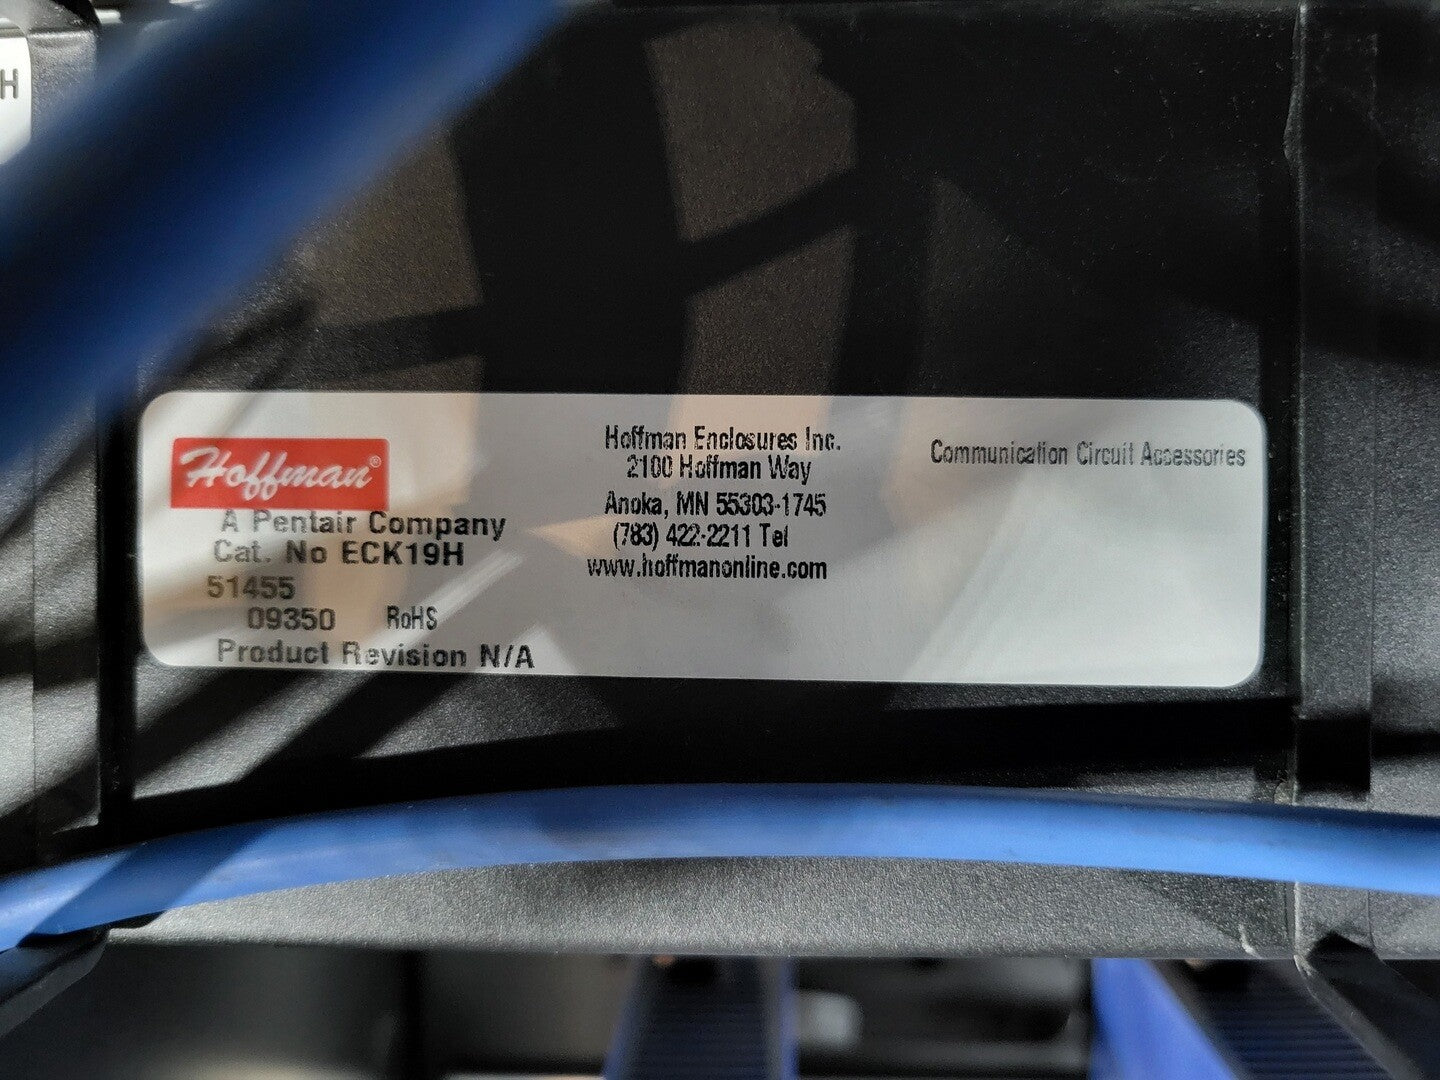 H
Hoffman®
A Pentair Company
Cat. No ECK19H
51455
09350 RoHS
Product Revision N/A
Hoffman Enclosures Inc.
2100 Hoffman Way
Anoka, MN 55303-1745
(783) 422-2211 Tel
www.hoffmanonline.com
Communication Circuit Accessories